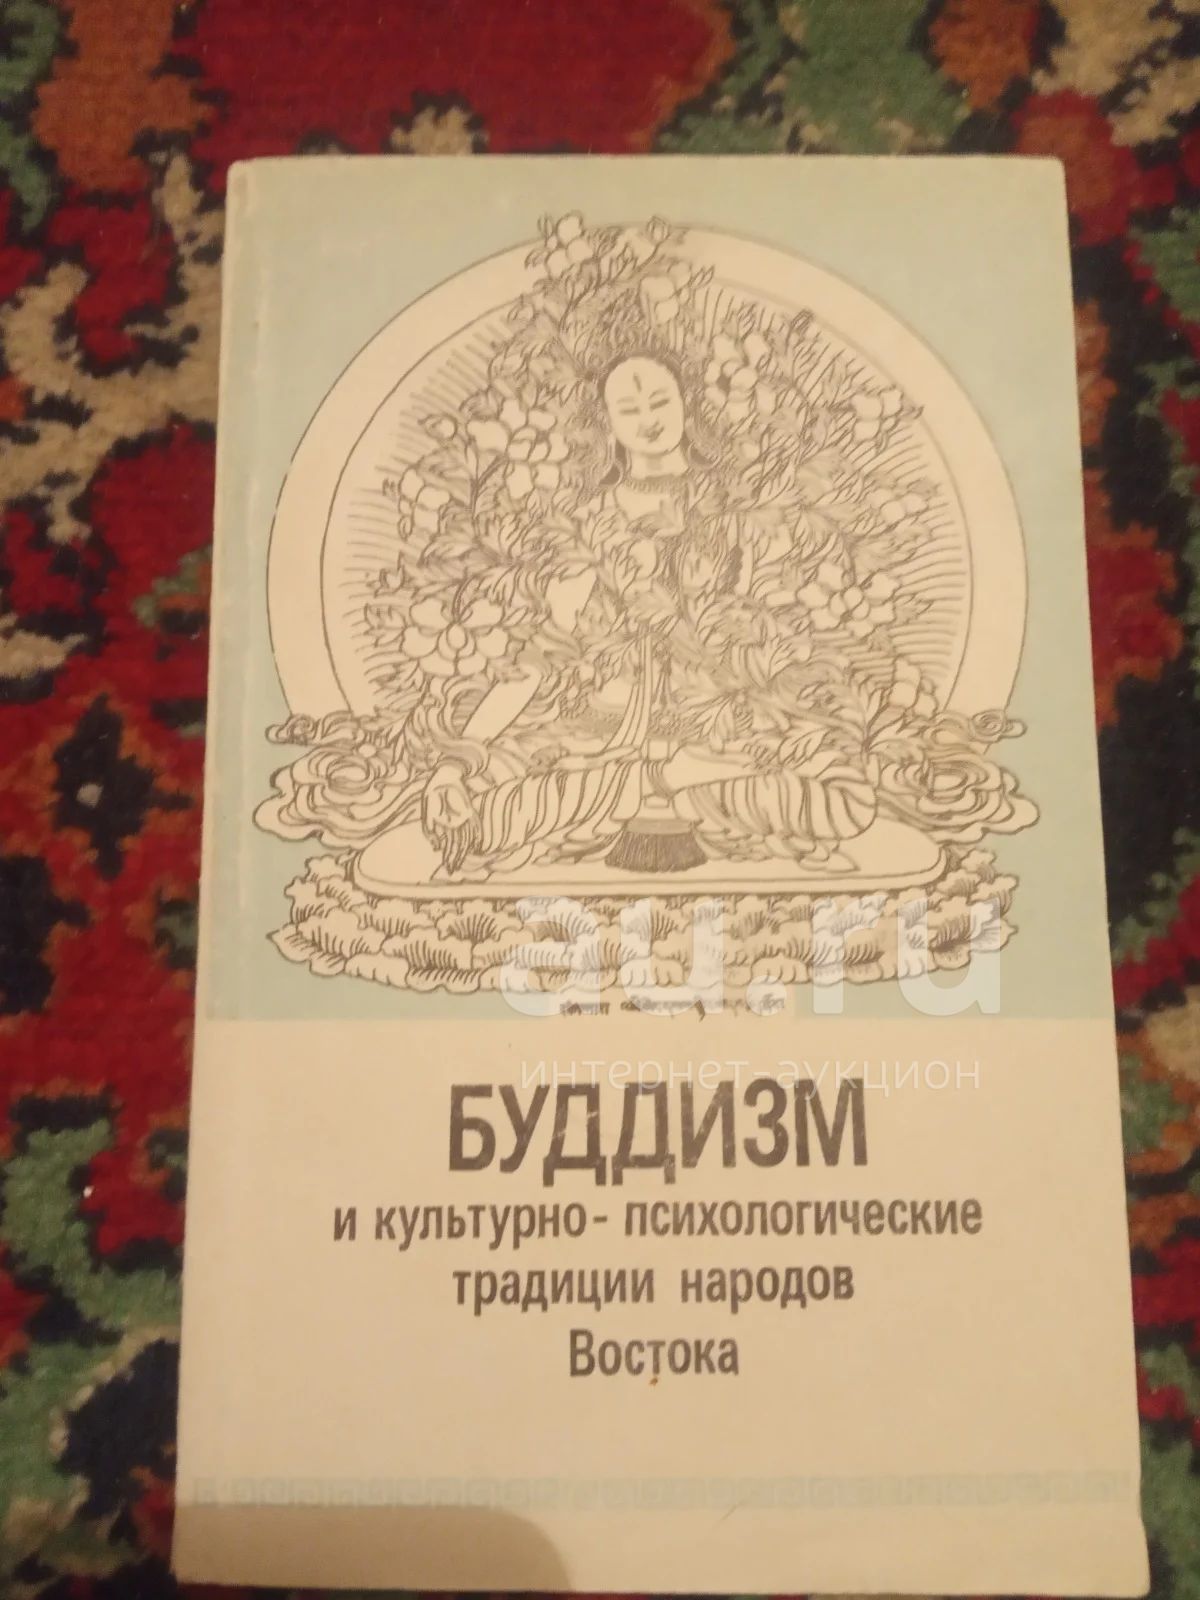 au.ru
интернет-аукцион
БУДДИЗМ
и культурно-психологические
традиции народов
Востока